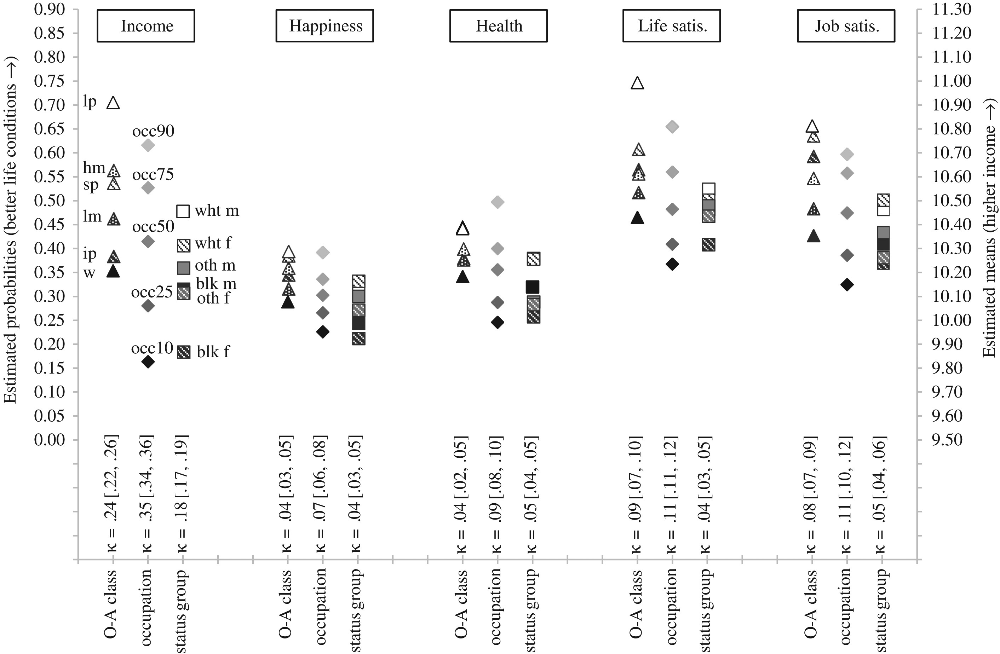 Estimated probabilities (better life conditions →)
0.90
0.85
0.80
0.75
0.70
0.65
0.60
0.55
0.50
0.45
0.40
0.35
0.30
0.25
0.20
0.15
0.10
0.05
0.00
Income
Happiness
Health
Life satis.
Job satis.
lp
hm
sp
lm
ip
w
occ90
occ75
occ50
occ25
occ10
wht m
wht f
oth m
blk m
oth f
blk f
κ = .24 [.22, .26]
κ = .35 [.34, .36]
κ = .18 [.17, .19]
κ = .04 [.03, .05]
κ = .07 [.06, .08]
κ = .04 [.03, .05]
κ = .04 [.02, .05]
κ = .09 [.08, .10]
κ = .05 [.04, .05]
κ = .09 [.07, .10]
κ = .11 [.11, .12]
κ = .04 [.03, .05]
κ = .08 [.07, .09]
κ = .11 [.10, .12]
κ = .05 [.04, .06]
O-A class
occupation
status group
O-A class
occupation
status group
O-A class
occupation
status group
O-A class
occupation
status group
O-A class
occupation
status group
11.30
11.20
11.10
11.00
10.90
10.80
10.70
10.60
10.50
10.40
10.30
10.20
10.10
10.00
9.90
9.80
9.70
9.60
9.50
Estimated means (higher income →)